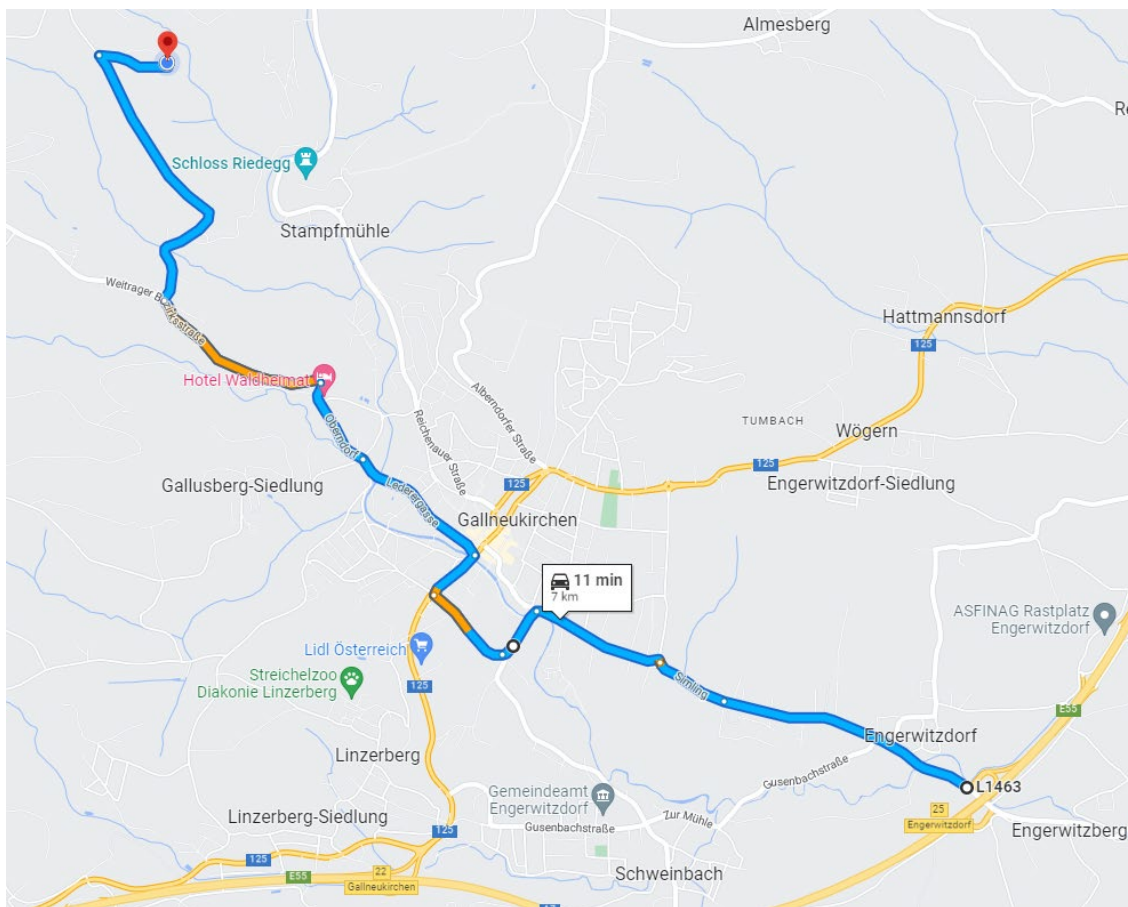 Almesberg
Re
Schloss Riedegg
Stampfmühle
Weitrager Bezirksstraße
Hattmannsdorf
125
Hotel Waldheimat
Alberndorfer Straße
Reichenauer Straße
TUMBACH
Wögern
Oberndorf
125
125
Gallusberg-Siedlung
Engerwitzdorf-Siedlung
Lederergasse
Gallneukirchen
11 min
7 km
ASFINAG Rastplatz
Engerwitzdorf
Lidl Österreich
Streichelzoo
Diakonie Linzerberg
125
Simling
E55
Engerwitzdorf
Linzerberg
Gusenbachstraße
L1463
Gemeindeamt
Engerwitzdorf
Zur Mühle
25
Engerwitzdorf
Linzerberg-Siedlung
Gusenbachstraße
Engerwitzberg
125
125
22
Gallneukirchen
E55
Schweinbach